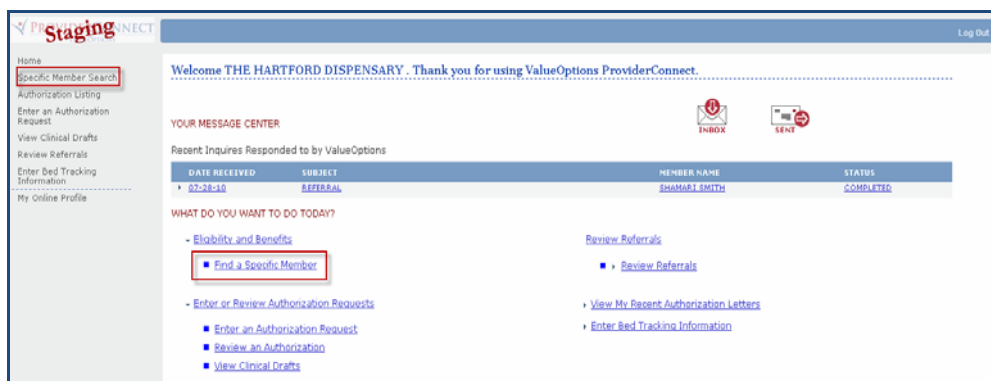 Staging
Log Out
Home
Specific Member Search
Authorization Listing
Enter an Authorization
Request
View Clinical Drafts
Review Referrals
Enter Bed Tracking
Information
My Online Profile
Welcome THE HARTFORD DISPENSARY . Thank you for using ValueOptions ProviderConnect.
YOUR MESSAGE CENTER
INBOX
SENT
Recent Inquires Responded to by ValueOptions
DATE RECEIVED SUBJECT MEMBER NAME STATUS
07-28-10 REFERRAL SHAMARI SMITH COMPLETED
WHAT DO YOU WANT TO DO TODAY?
Eligibility and Benefits
Find a Specific Member
Enter or Review Authorization Requests
Enter an Authorization Request
Review an Authorization
View Clinical Drafts
Review Referrals
Review Referrals
View My Recent Authorization Letters
Enter Bed Tracking Information